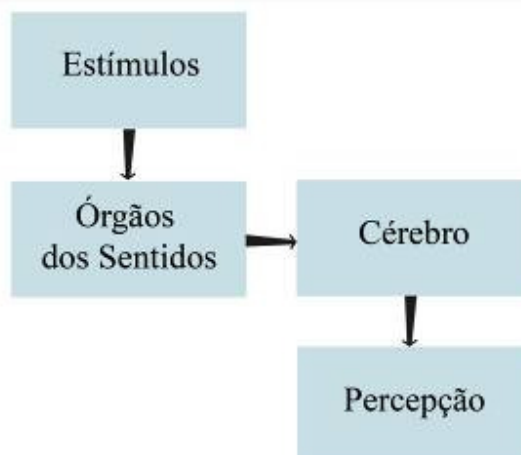 Estímulos
Órgãos
dos Sentidos
Cérebro
Percepção